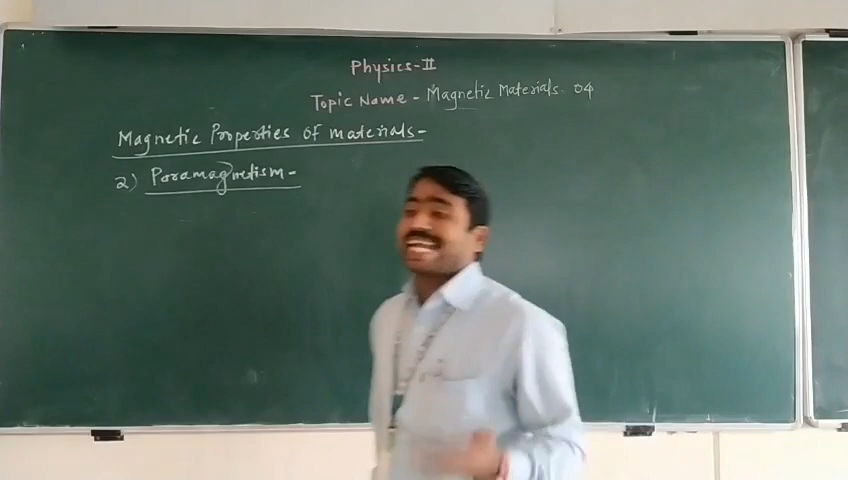 Physics-II
Topic Name - Magnetic Materials. 04
Magnetic Properties of materials-
2) Paramagnetism-